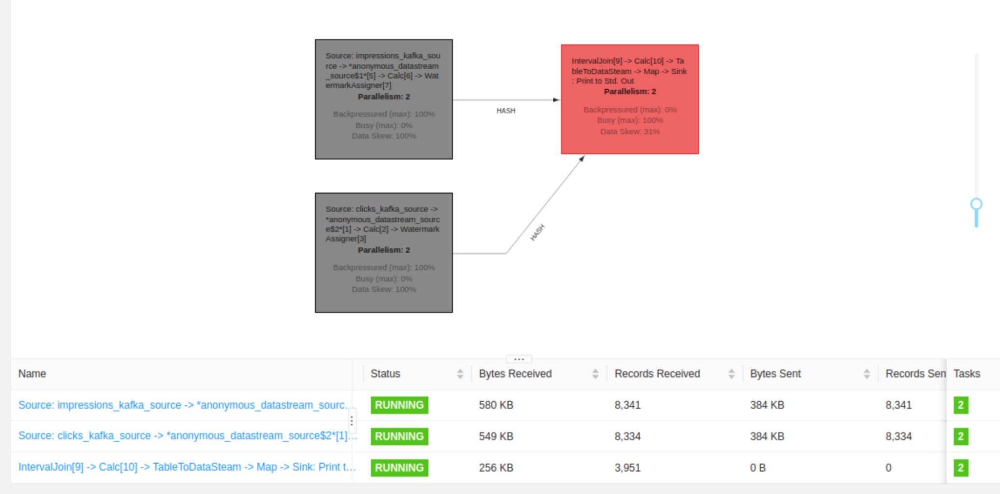 Source: impressions_kafka_sou
rce -> *anonymous_datastream
_source$1*[5] -> Calc[6] -> Wat
ermarkAssigner[7]
Parallelism: 2
Backpressured (max): 100%
Busy (max): 0%
Data Skew: 100%
HASH
IntervalJoin[9] -> Calc[10] -> Ta
bleToDataSteam -> Map -> Sink
: Print to Std. Out
Parallelism: 2
Backpressured (max): 0%
Busy (max): 100%
Data Skew: 31%
Source: clicks_kafka_source ->
*anonymous_datastream_sourc
e$2*[1] -> Calc[2] -> Watermark
Assigner[3]
Parallelism: 2
Backpressured (max): 100%
Busy (max): 0%
Data Skew: 100%
HASH
Name Status Bytes Received Records Received Bytes Sent Records Sen Tasks
Source: impressions_kafka_source -> *anonymous_datastream_sourc... RUNNING 580 KB 8,341 384 KB 8,341 2
Source: clicks_kafka_source -> *anonymous_datastream_source$2*[1]... RUNNING 549 KB 8,334 384 KB 8,334 2
IntervalJoin[9] -> Calc[10] -> TableToDataSteam -> Map -> Sink: Print t... RUNNING 256 KB 3,951 0 B 0 2